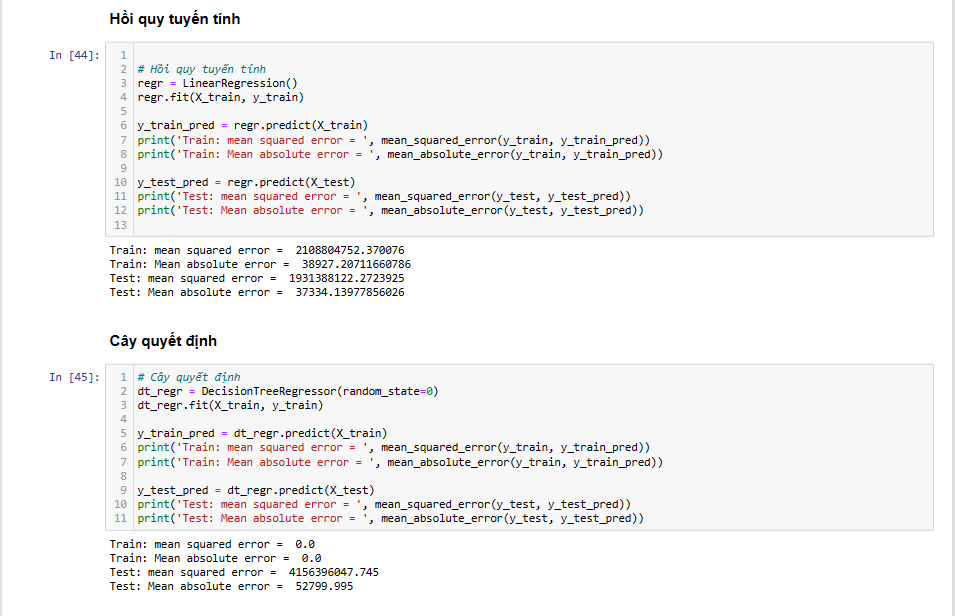 Hồi quy tuyến tính
In [44]:
1
2 # Hồi quy tuyến tính
3 regr = LinearRegression()
4 regr.fit(X_train, y_train)
5
6 y_train_pred = regr.predict(X_train)
7 print('Train: mean squared error = ', mean_squared_error(y_train, y_train_pred))
8 print('Train: Mean absolute error = ', mean_absolute_error(y_train, y_train_pred))
9
10 y_test_pred = regr.predict(X_test)
11 print('Test: mean squared error = ', mean_squared_error(y_test, y_test_pred))
12 print('Test: Mean absolute error = ', mean_absolute_error(y_test, y_test_pred))
13
Train: mean squared error =  2108804752.370076
Train: Mean absolute error =  38927.20711660786
Test: mean squared error =  1931388122.2723925
Test: Mean absolute error =  37334.13977856026
Cây quyết định
In [45]:
1 # Cây quyết định
2 dt_regr = DecisionTreeRegressor(random_state=0)
3 dt_regr.fit(X_train, y_train)
4
5 y_train_pred = dt_regr.predict(X_train)
6 print('Train: mean squared error = ', mean_squared_error(y_train, y_train_pred))
7 print('Train: Mean absolute error = ', mean_absolute_error(y_train, y_train_pred))
8
9 y_test_pred = dt_regr.predict(X_test)
10 print('Test: mean squared error = ', mean_squared_error(y_test, y_test_pred))
11 print('Test: Mean absolute error = ', mean_absolute_error(y_test, y_test_pred))
Train: mean squared error =  0.0
Train: Mean absolute error =  0.0
Test: mean squared error =  4156396047.745
Test: Mean absolute error =  52799.995